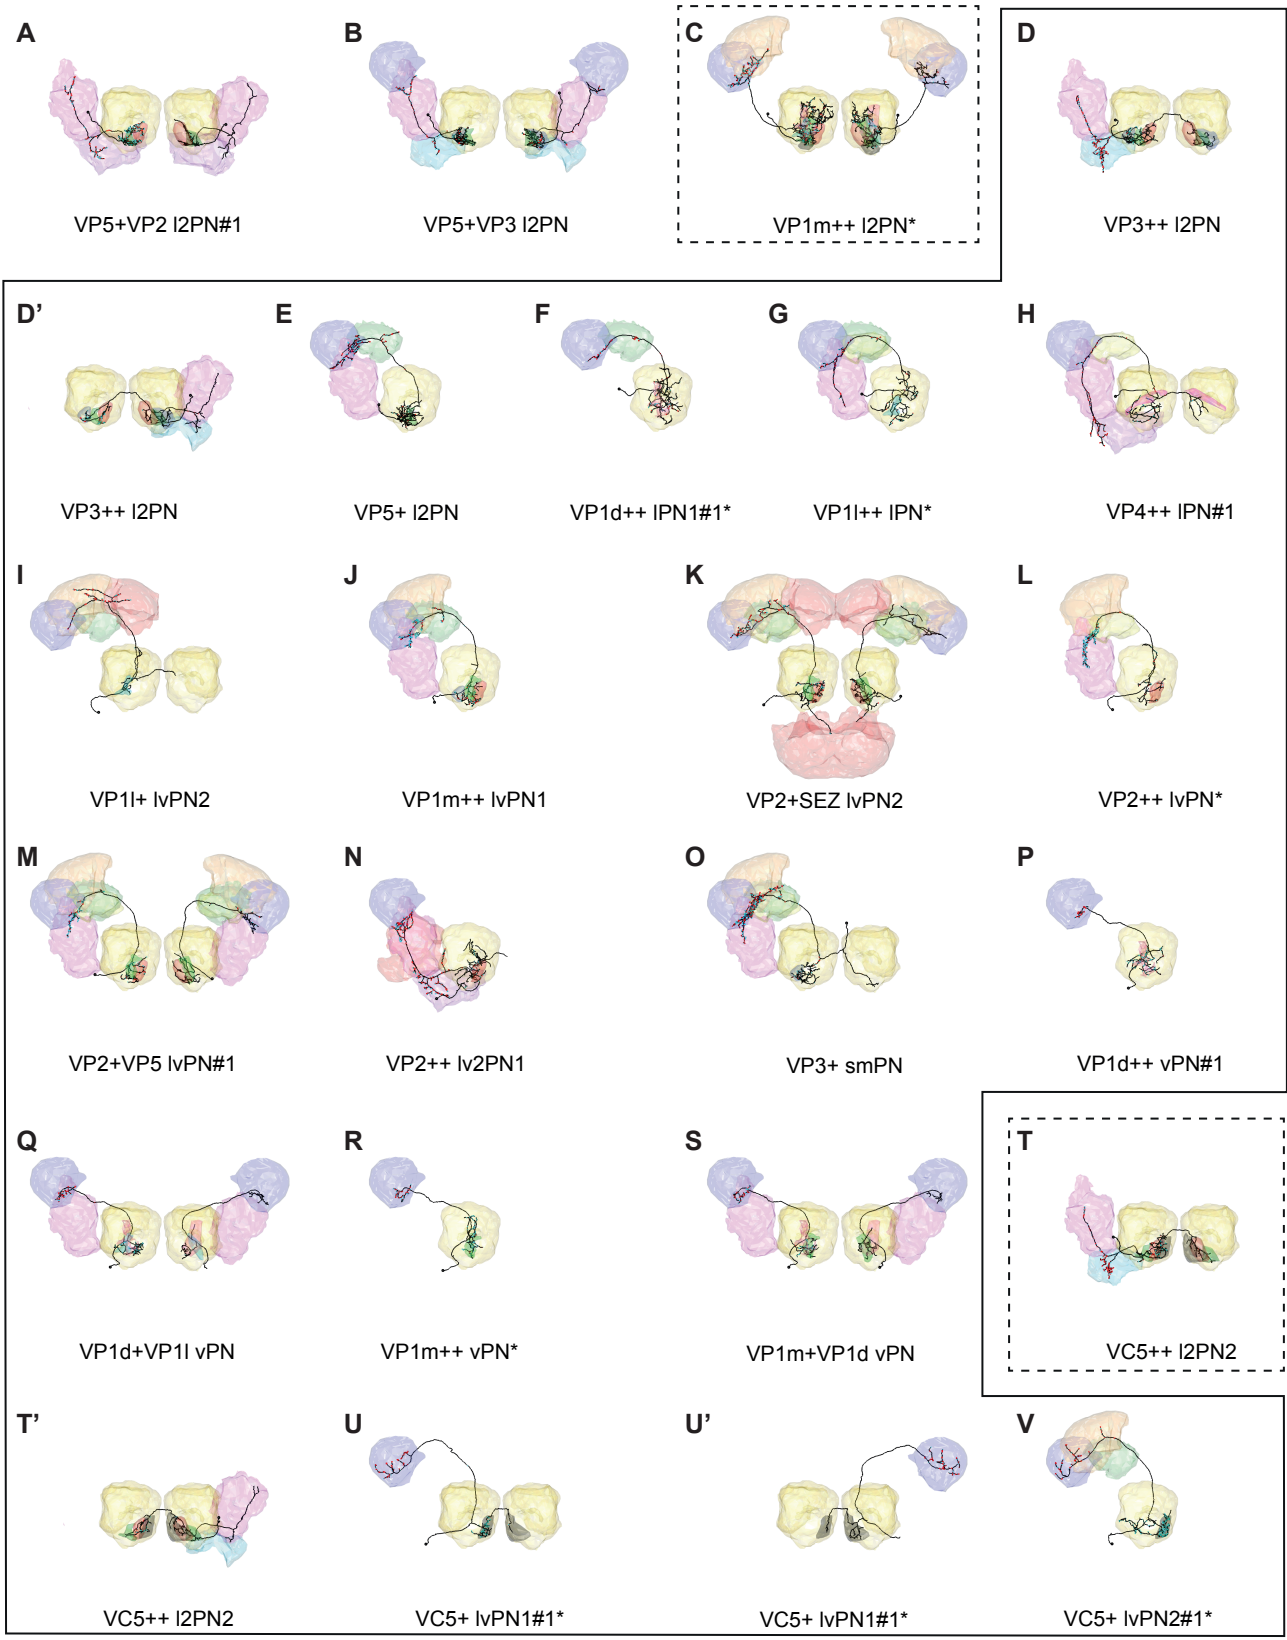 A
B
C
D
VP5+VP2 l2PN#1
VP5+VP3 l2PN
VP1m++ l2PN*
VP3++ l2PN
D’
E
F
G
H
VP3++ l2PN
VP5+ l2PN
VP1d++ lPN1#1*
VP1l++ lPN*
VP4++ lPN#1
I
J
K
L
VP1l+ lvPN2
VP1m++ lvPN1
VP2+SEZ lvPN2
VP2++ lvPN*
M
N
O
P
VP2+VP5 lvPN#1
VP2++ lv2PN1
VP3+ smPN
VP1d++ vPN#1
Q
R
S
T
VP1d+VP1l vPN
VP1m++ vPN*
VP1m+VP1d vPN
VC5++ l2PN2
T’
U
U’
V
VC5++ l2PN2
VC5+ lvPN1#1*
VC5+ lvPN1#1*
VC5+ lvPN2#1*